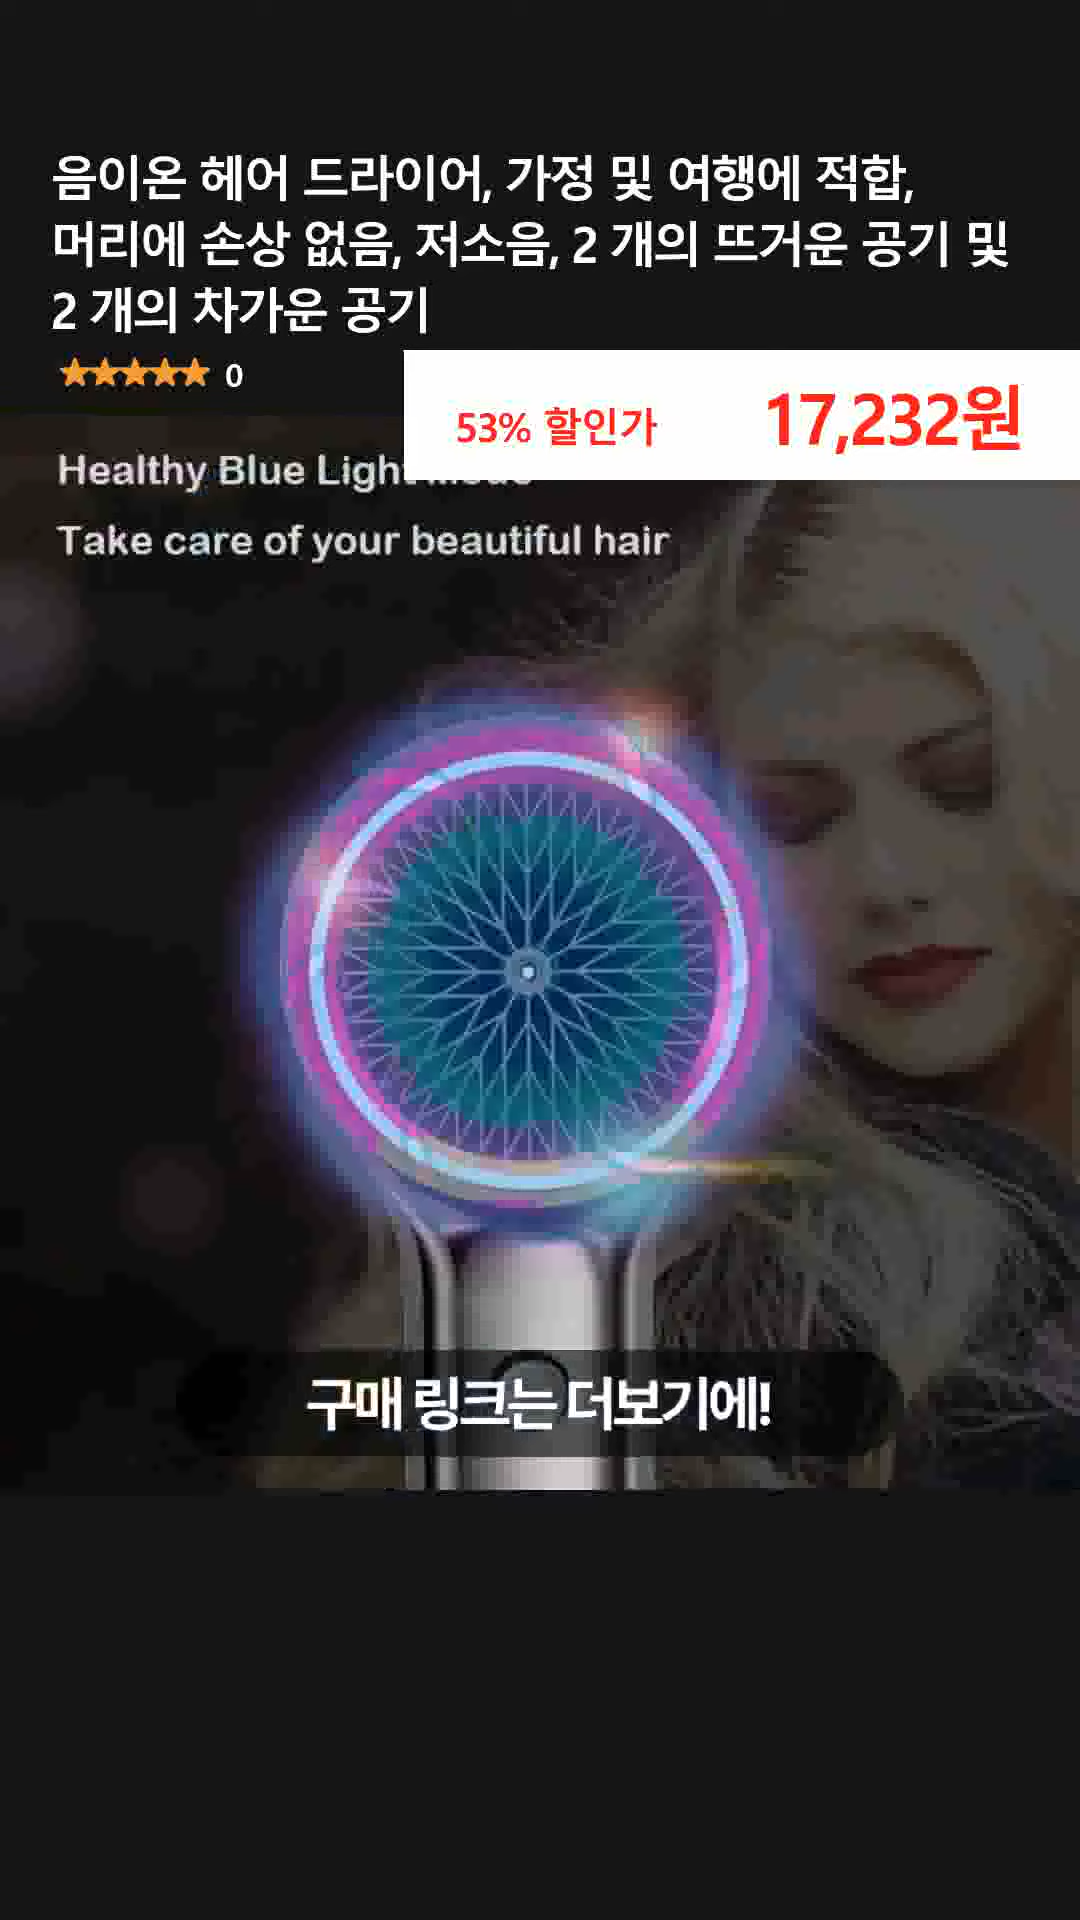 음이온 헤어 드라이어, 가정 및 여행에 적합,
머리에 손상 없음, 저소음, 2 개의 뜨거운 공기 및
2 개의 차가운 공기
★★★★★ 0
53% 할인가 17,232원
Healthy Blue Light
Take care of your beautiful hair
구매 링크는 더보기에!